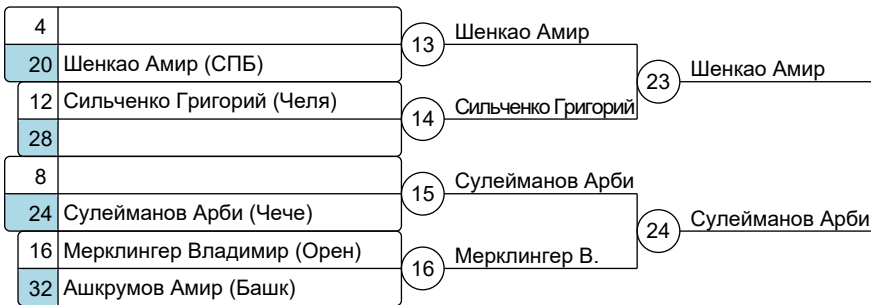 4
13 Шенкао Амир
20 Шенкао Амир (СПБ)
23 Шенкао Амир
12 Сильченко Григорий (Челя)
14 Сильченко Григорий
28
8
15 Сулейманов Арби
24 Сулейманов Арби (Чече)
24 Сулейманов Арби
16 Мерклингер Владимир (Орен)
16 Мерклингер В.
32 Ашкрумов Амир (Башк)